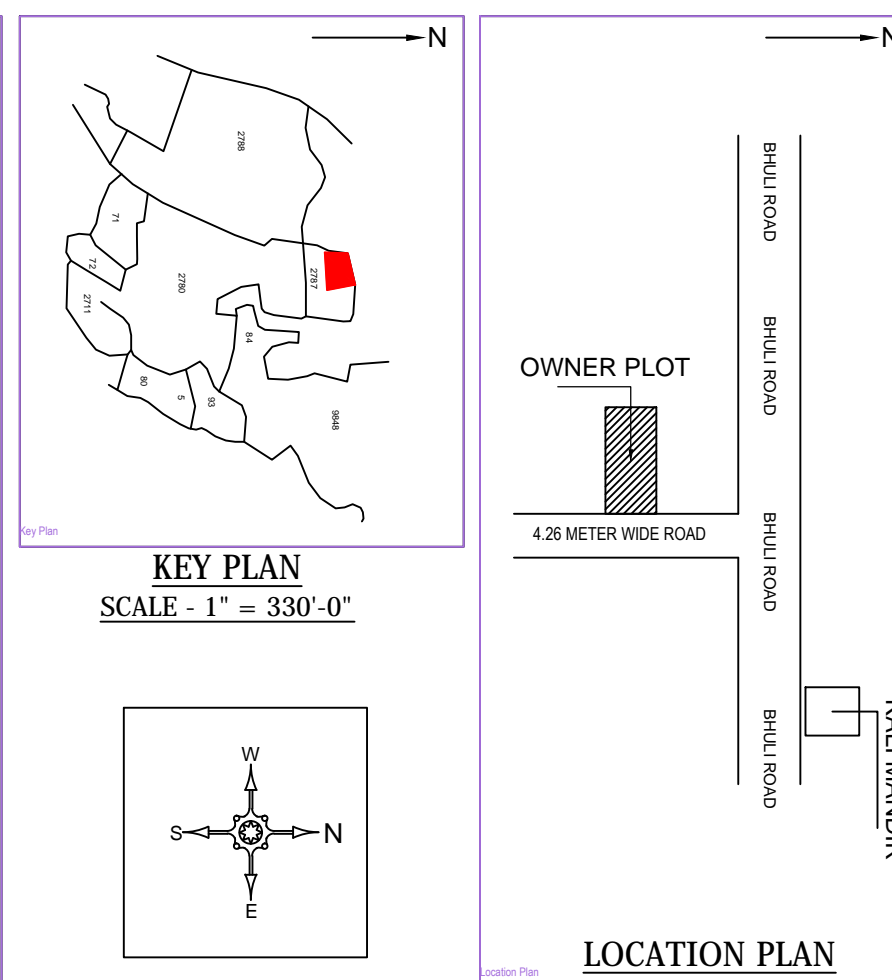 N
2788
71
72
2780
2787
2711
84
80
5
93
9848
Key Plan
KEY PLAN
SCALE - 1" = 330'-0"
W
S
N
E
N
BHULI ROAD
BHULI ROAD
OWNER PLOT
4.26 METER WIDE ROAD
BHULI ROAD
BHULI ROAD
KALI MANDIR
LOCATION PLAN
Location Plan